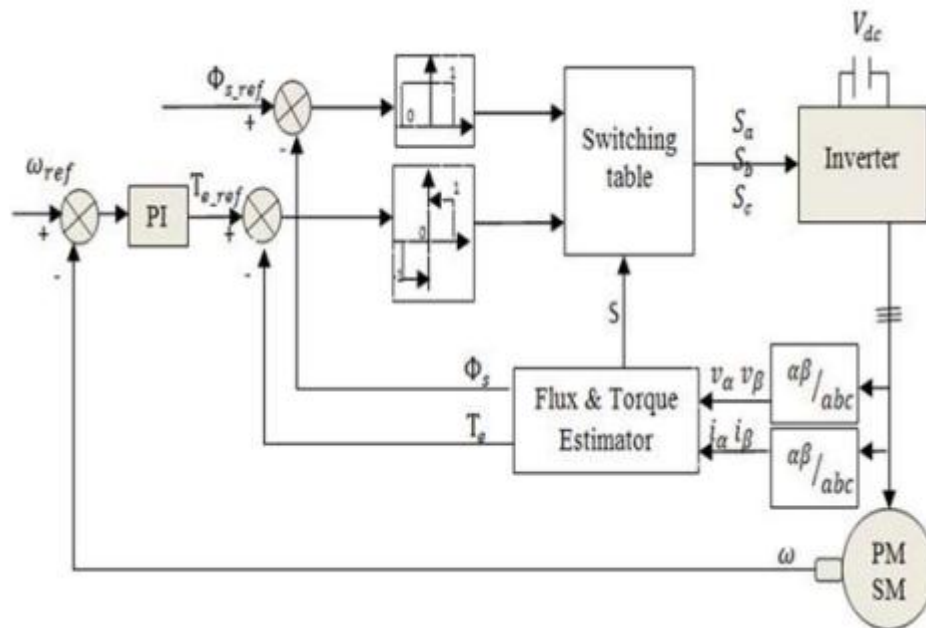 V_dc
Φ_s_ref
+
-
1
0
Switching
table
S_a
S_b
S_c
Inverter
ω_ref
+
-
PI
T_e_ref
+
-
1
0
S
Φ_s
T_e
Flux & Torque
Estimator
v_α v_β
i_α i_β
αβ/abc
αβ/abc
ω
PM
SM